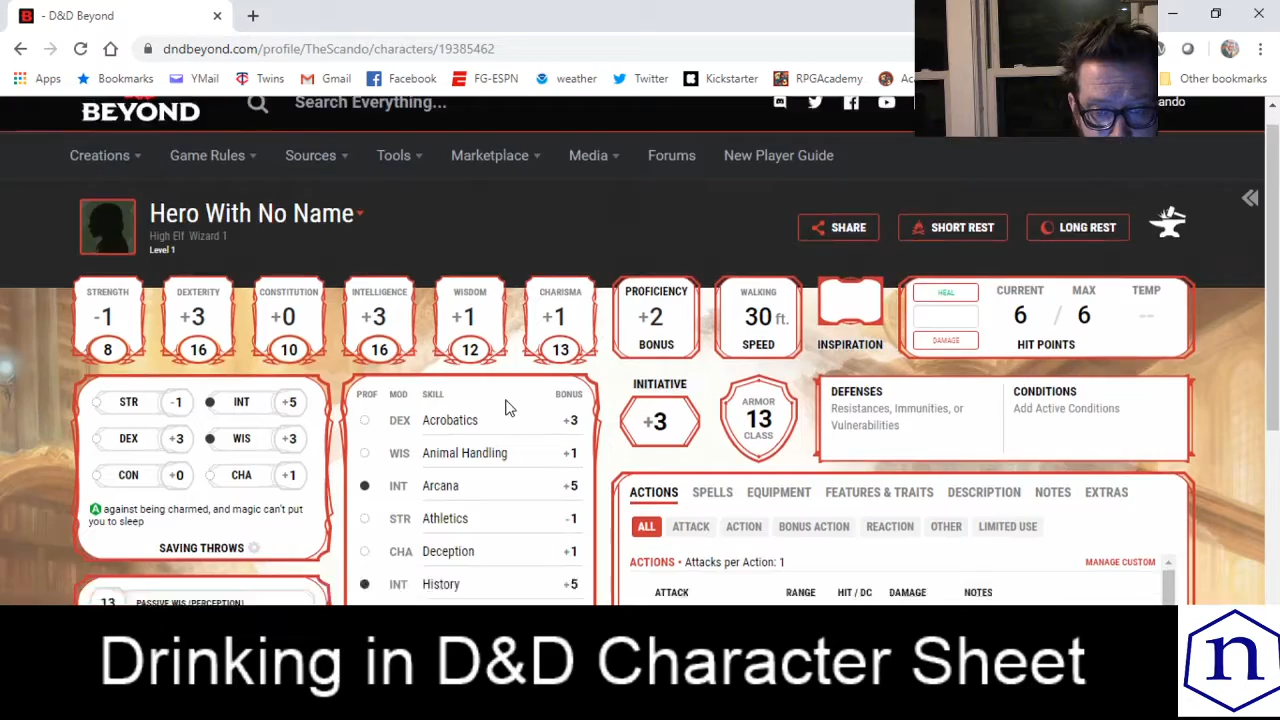 - D&D Beyond
dndbeyond.com/profile/TheScando/characters/19385462
Apps Bookmarks YMail Twins Gmail Facebook FG-ESPN weather Twitter Kickstarter RPGAcademy Other bookmarks
BEYOND Search Everything... ando
Creations Game Rules Sources Tools Marketplace Media Forums New Player Guide
Hero With No Name
High Elf Wizard 1
Level 1
SHARE SHORT REST LONG REST
STRENGTH DEXTERITY CONSTITUTION INTELLIGENCE WISDOM CHARISMA PROFICIENCY WALKING HEAL CURRENT MAX TEMP
-1 +3 +0 +3 +1 +1 +2 30 ft. 6 / 6 --
8 16 10 16 12 13 BONUS SPEED INSPIRATION DAMAGE HIT POINTS
STR -1 INT +5
DEX +3 WIS +3
CON +0 CHA +1
A against being charmed, and magic can't put
you to sleep
SAVING THROWS
13 PASSIVE WIS (PERCEPTION)
PROF MOD SKILL BONUS
DEX Acrobatics +3
WIS Animal Handling +1
INT Arcana +5
STR Athletics -1
CHA Deception +1
INT History +5
INITIATIVE
+3
ARMOR
13
CLASS
DEFENSES
Resistances, Immunities, or
Vulnerabilities
CONDITIONS
Add Active Conditions
ACTIONS SPELLS EQUIPMENT FEATURES & TRAITS DESCRIPTION NOTES EXTRAS
ALL ATTACK ACTION BONUS ACTION REACTION OTHER LIMITED USE
ACTIONS • Attacks per Action: 1 MANAGE CUSTOM
ATTACK RANGE HIT / DC DAMAGE NOTES
Drinking in D&D Character Sheet
n